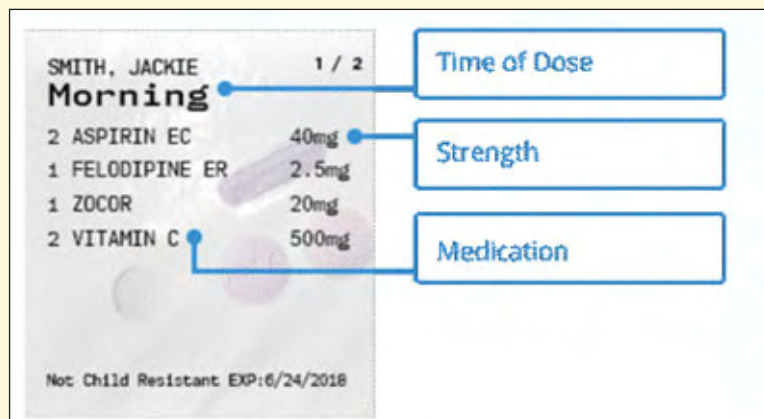 SMITH, JACKIE 1 / 2
Morning
2 ASPIRIN EC 40mg
1 FELODIPINE ER 2.5mg
1 ZOCOR 20mg
2 VITAMIN C 500mg
Not Child Resistant EXP:6/24/2018
Time of Dose
Strength
Medication